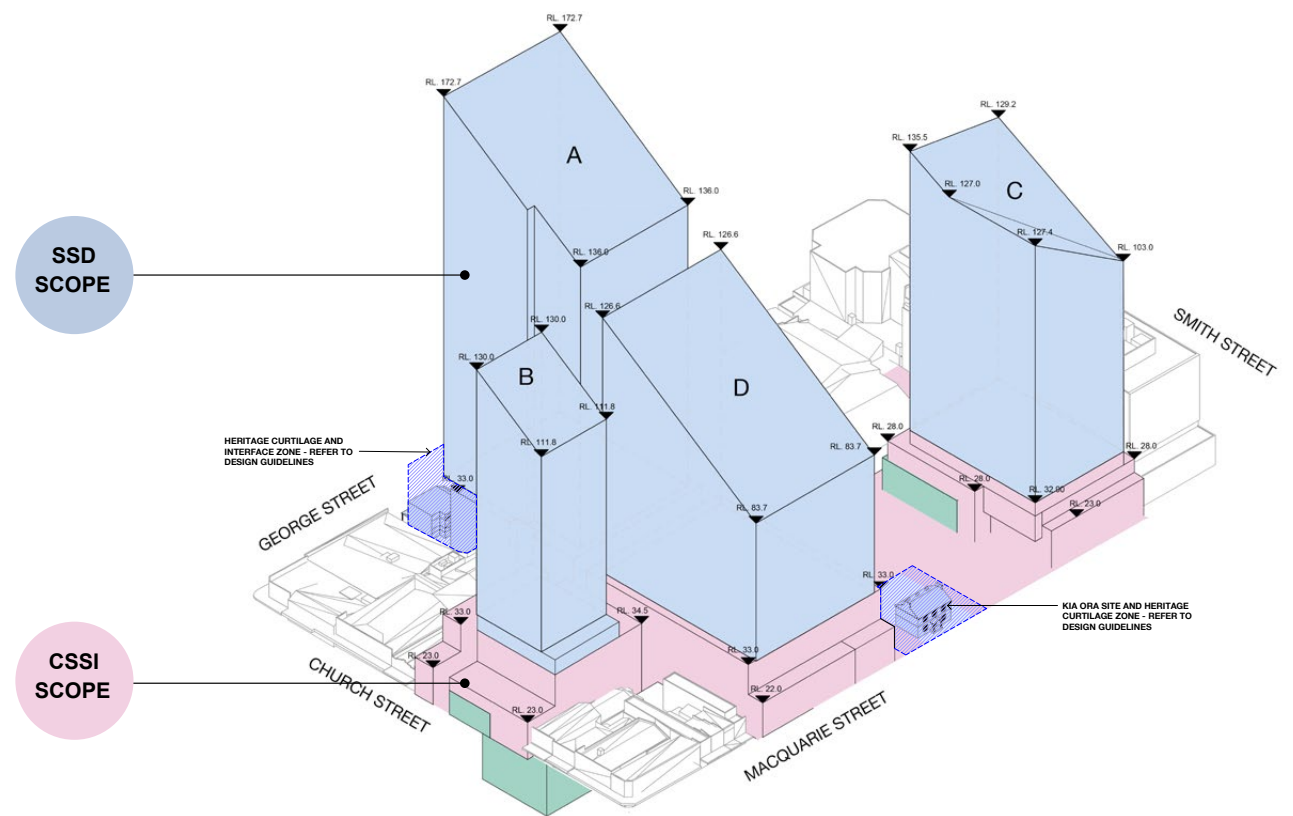 RL. 172.7
RL. 172.7
A
RL. 136.0
RL. 136.0
RL. 129.2
RL. 135.5
RL. 127.0
C
RL. 127.4
RL. 103.0
SSD
SCOPE
RL. 126.6
RL. 126.6
RL. 130.0
RL. 130.0
B
D
RL. 111.8
RL. 111.8
SMITH STREET
RL. 83.7
RL. 83.7
RL. 28.0
RL. 28.0
RL. 28.0
RL. 32.00
RL. 23.0
HERITAGE CURTILAGE AND
INTERFACE ZONE - REFER TO
DESIGN GUIDELINES
RL. 33.0
GEORGE STREET
RL. 33.0
KIA ORA SITE AND HERITAGE
CURTILAGE ZONE - REFER TO
DESIGN GUIDELINES
RL. 33.0
RL. 34.5
CSSI
SCOPE
RL. 23.0
RL. 33.0
CHURCH STREET
RL. 23.0
RL. 22.0
MACQUARIE STREET